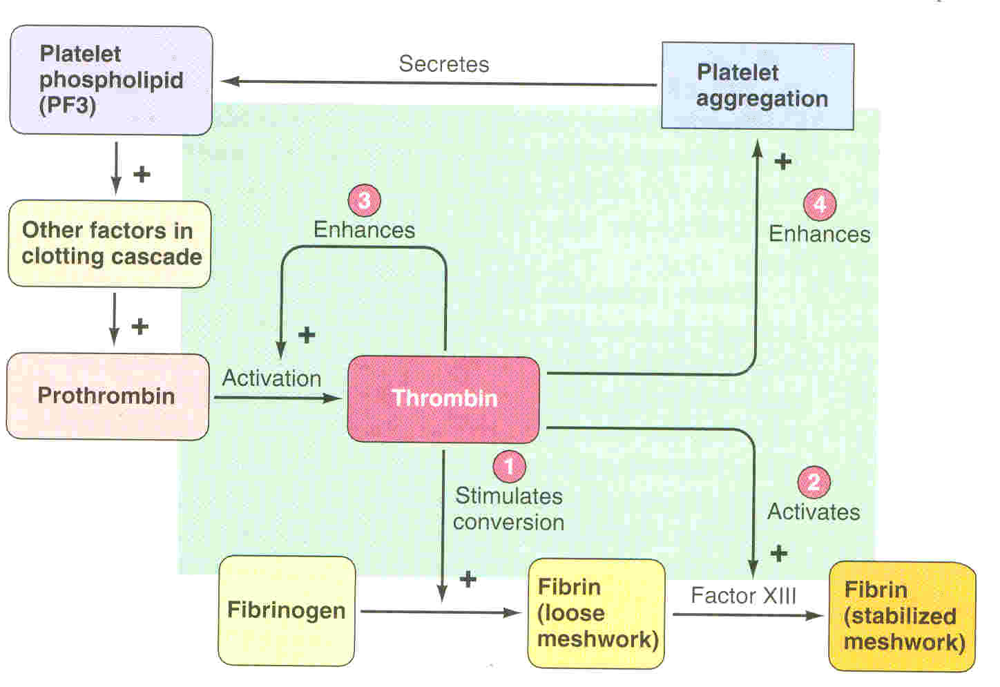 Platelet
phospholipid
(PF3)
Secretes
Platelet
aggregation
+
+
3
Enhances
4
Enhances
Other factors in
clotting cascade
+
+
Prothrombin
Activation
Thrombin
1
Stimulates
conversion
2
Activates
+
+
Fibrinogen
Fibrin
(loose
meshwork)
Factor XIII
Fibrin
(stabilized
meshwork)